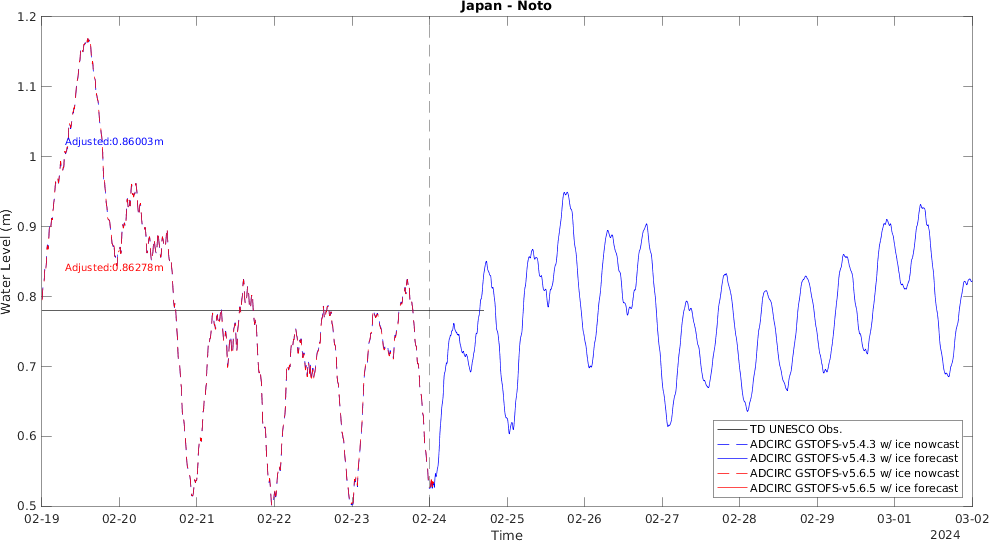 Japan - Noto
1.2
1.1
1
0.9
0.8
0.7
0.6
0.5
Water Level (m)
Adjusted:0.86003m
Adjusted:0.86278m
TD UNESCO Obs.
ADCIRC GSTOFS-v5.4.3 w/ ice nowcast
ADCIRC GSTOFS-v5.4.3 w/ ice forecast
ADCIRC GSTOFS-v5.6.5 w/ ice nowcast
ADCIRC GSTOFS-v5.6.5 w/ ice forecast
02-19 02-20 02-21 02-22 02-23 02-24 02-25 02-26 02-27 02-28 02-29 03-01 03-02
Time
2024